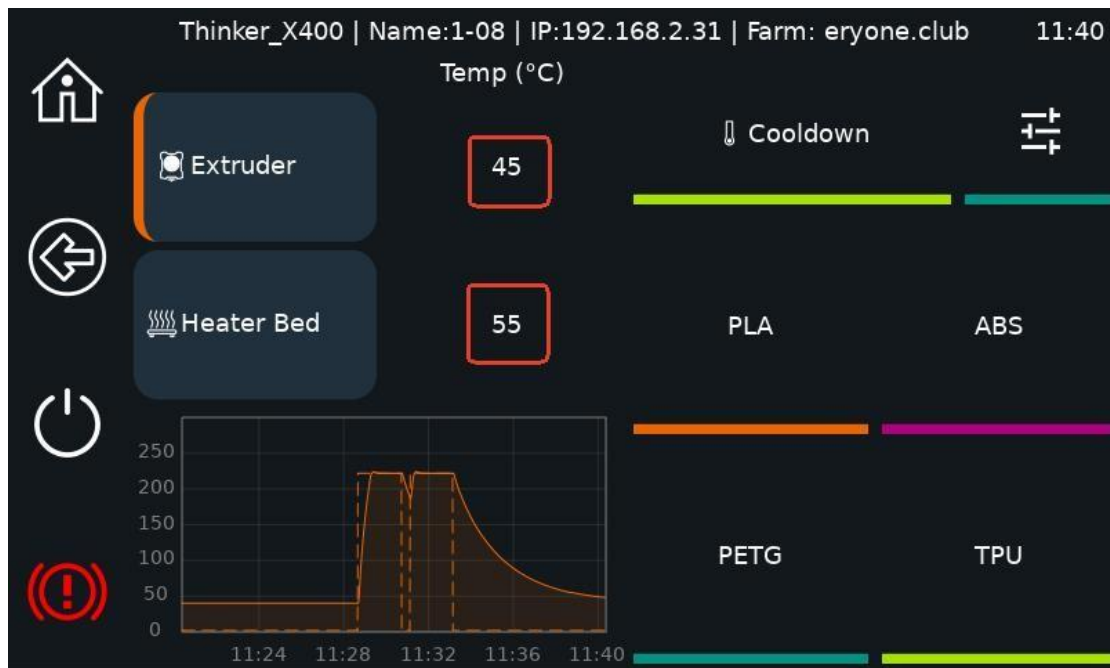 Thinker_X400 | Name:1-08 | IP:192.168.2.31 | Farm: eryone.club 11:40
Temp (°C)
Extruder
45
Heater Bed
55
Cooldown
PLA
ABS
PETG
TPU
250
200
150
100
50
0
11:24 11:28 11:32 11:36 11:40